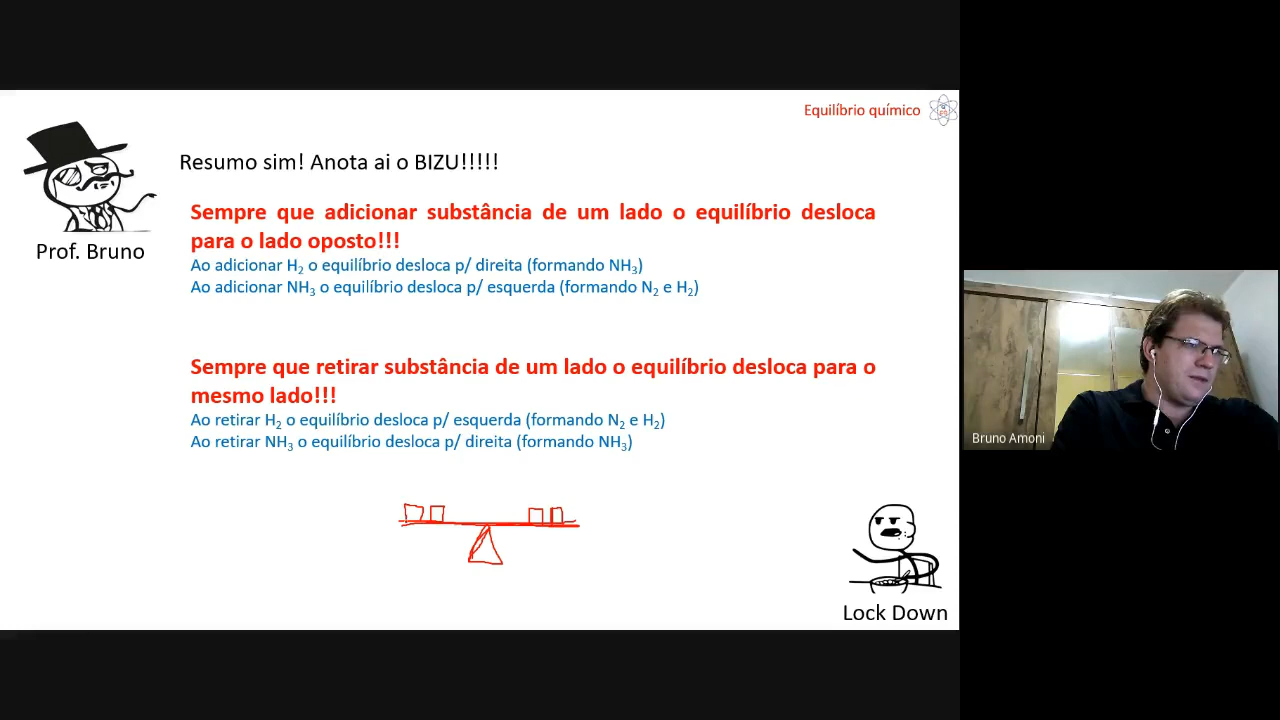 Equilíbrio químico
Resumo sim! Anota ai o BIZU!!!!!
Sempre que adicionar substância de um lado o equilíbrio desloca
para o lado oposto!!!
Prof. Bruno
Ao adicionar H₂ o equilíbrio desloca p/ direita (formando NH₃)
Ao adicionar NH₃ o equilíbrio desloca p/ esquerda (formando N₂ e H₂)
Sempre que retirar substância de um lado o equilíbrio desloca para o
mesmo lado!!!
Ao retirar H₂ o equilíbrio desloca p/ esquerda (formando N₂ e H₂)
Ao retirar NH₃ o equilíbrio desloca p/ direita (formando NH₃)
Bruno Amoni
Lock Down